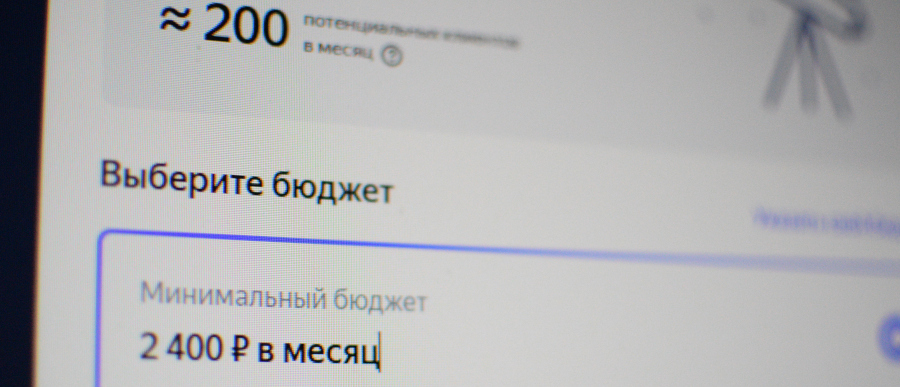 ≈ 200
потенциальных клиентов
в месяц ?
Выберите бюджет
Минимальный бюджет
2 400 ₽ в месяц